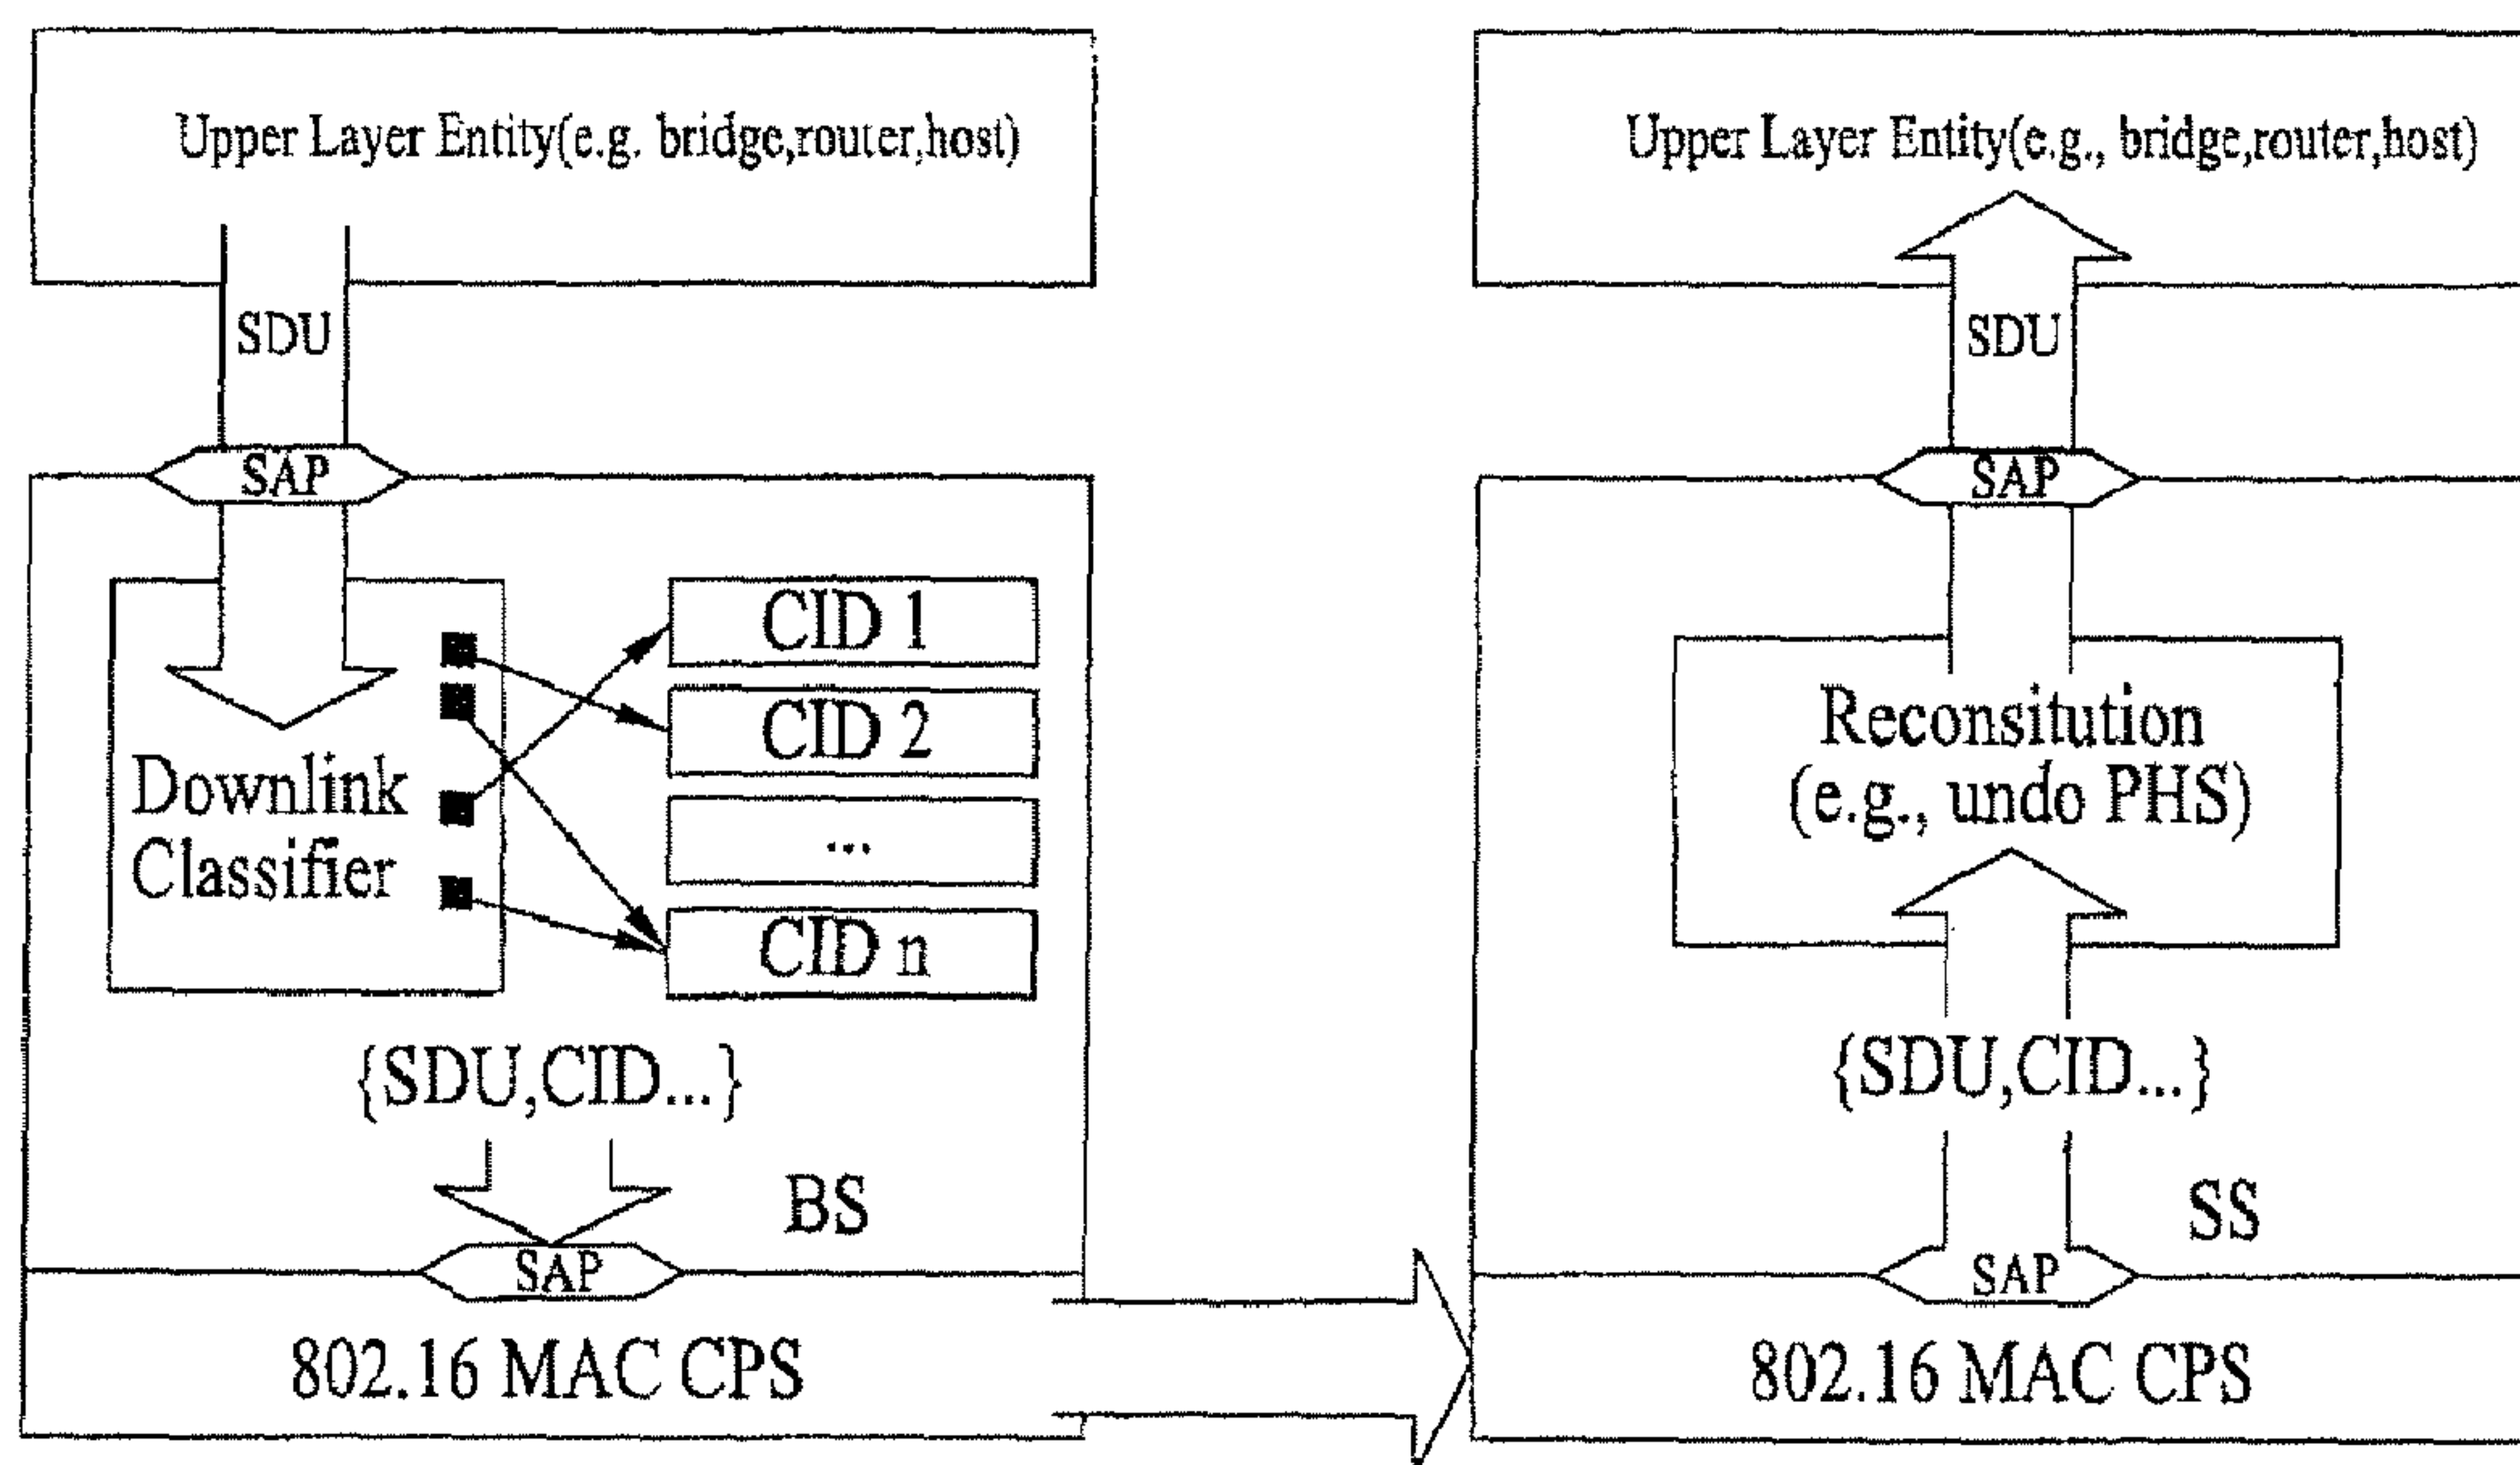 Upper Layer Entity(e.g. bridge,router,host)
SDU
SAP
Downlink
Classifier
CID 1
CID 2
...
CID n
{SDU,CID...}
BS
SAP
802.16 MAC CPS
Upper Layer Entity(e.g., bridge,router,host)
SDU
SAP
Reconsitution
(e.g., undo PHS)
{SDU,CID...}
SS
SAP
802.16 MAC CPS